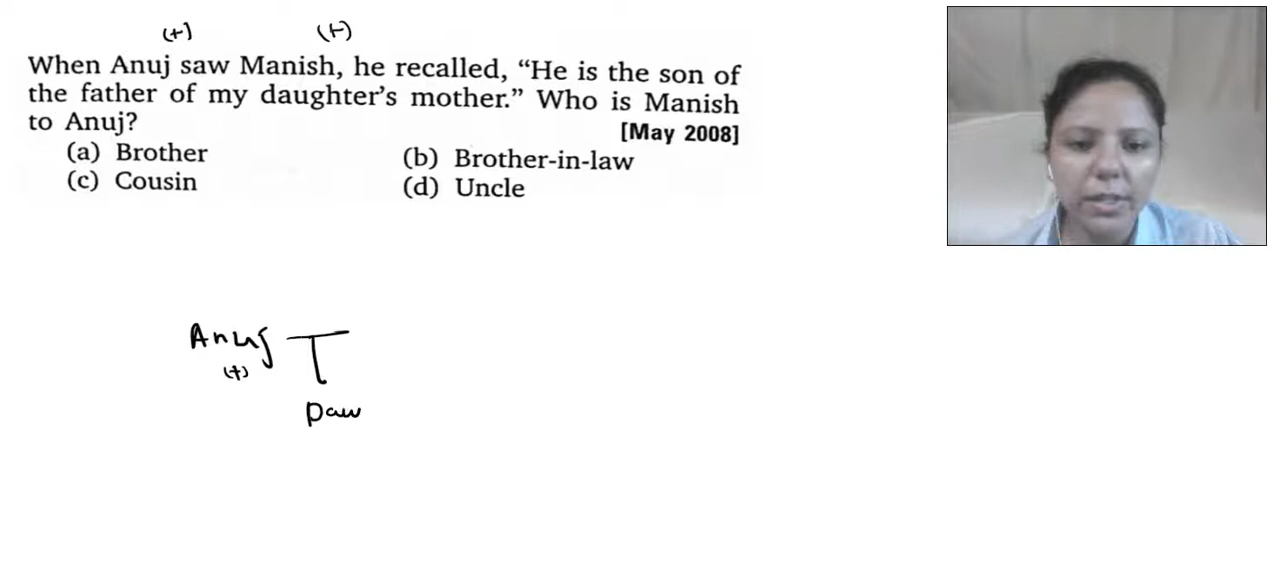 (+) (+)
When Anuj saw Manish, he recalled, “He is the son of
the father of my daughter’s mother.” Who is Manish
to Anuj? [May 2008]
(a) Brother (b) Brother-in-law
(c) Cousin (d) Uncle
Anuj
(+)
Dau